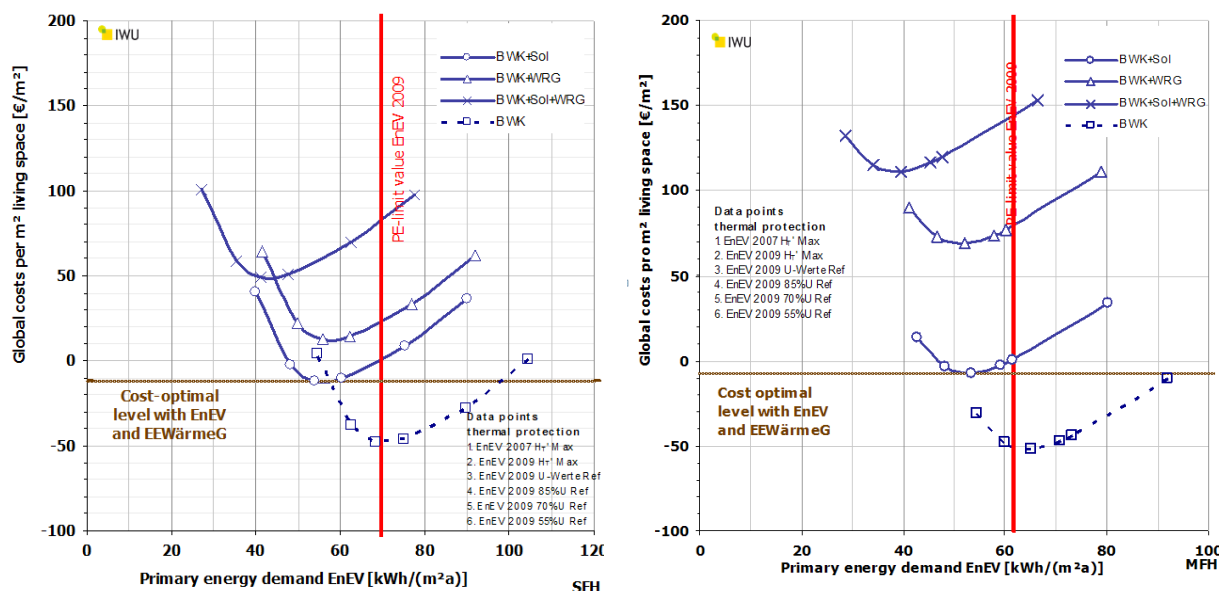 200
150
100
50
0
-50
-100
Global costs per m² living space [€/m²]
IWU
BWK+Sol
BWK+WRG
BWK+Sol+WRG
BWK
PE-limit value EnEV 2009
Cost-optimal
level with EnEV
and EEWärmeG
Data points
thermal protection
1. EnEV 2007 H_T' Max
2. EnEV 2009 H_T' Max
3. EnEV 2009 U-Werte Ref
4. EnEV 2009 85%U Ref
5. EnEV 2009 70%U Ref
6. EnEV 2009 55%U Ref
0 20 40 60 80 100 120
Primary energy demand EnEV [kWh/(m²a)]
SFH
200
150
100
50
0
-50
-100
Global costs pro m² living space [€/m²]
IWU
BWK+Sol
BWK+WRG
BWK+Sol+WRG
BWK
PE-limit value EnEV 2009
Data points
thermal protection
1. EnEV 2007 H_T' Max
2. EnEV 2009 H_T' Max
3. EnEV 2009 U-Werte Ref
4. EnEV 2009 85%U Ref
5. EnEV 2009 70%U Ref
6. EnEV 2009 55%U Ref
Cost optimal
level with EnEV
and EEWärmeG
0 20 40 60 80 100
Primary energy demand EnEV [kWh/(m²a)]
MFH